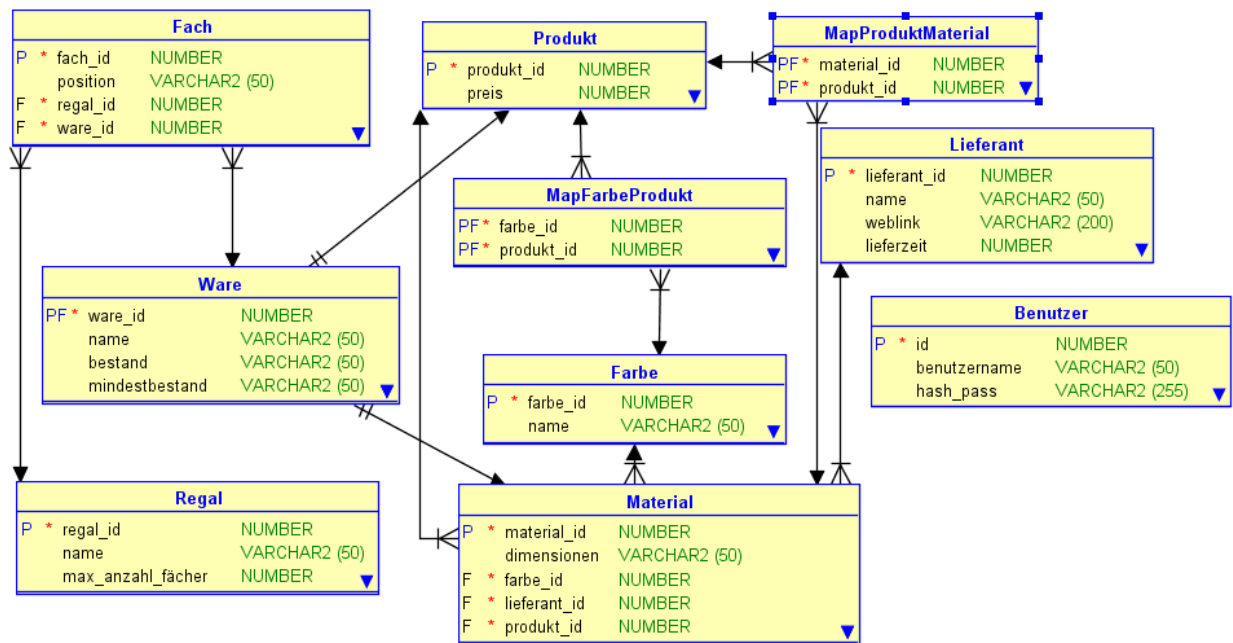 Fach
P * fach_id NUMBER
position VARCHAR2 (50)
F * regal_id NUMBER
F * ware_id NUMBER
Produkt
P * produkt_id NUMBER
preis NUMBER
MapProduktMaterial
PF* material_id NUMBER
PF* produkt_id NUMBER
Lieferant
P * lieferant_id NUMBER
name VARCHAR2 (50)
weblink VARCHAR2 (200)
lieferzeit NUMBER
MapFarbeProdukt
PF* farbe_id NUMBER
PF* produkt_id NUMBER
Ware
PF* ware_id NUMBER
name VARCHAR2 (50)
bestand VARCHAR2 (50)
mindestbestand VARCHAR2 (50)
Benutzer
P * id NUMBER
benutzername VARCHAR2 (50)
hash_pass VARCHAR2 (255)
Farbe
P * farbe_id NUMBER
name VARCHAR2 (50)
Regal
P * regal_id NUMBER
name VARCHAR2 (50)
max_anzahl_fächer NUMBER
Material
P * material_id NUMBER
dimensionen VARCHAR2 (50)
F * farbe_id NUMBER
F * lieferant_id NUMBER
F * produkt_id NUMBER